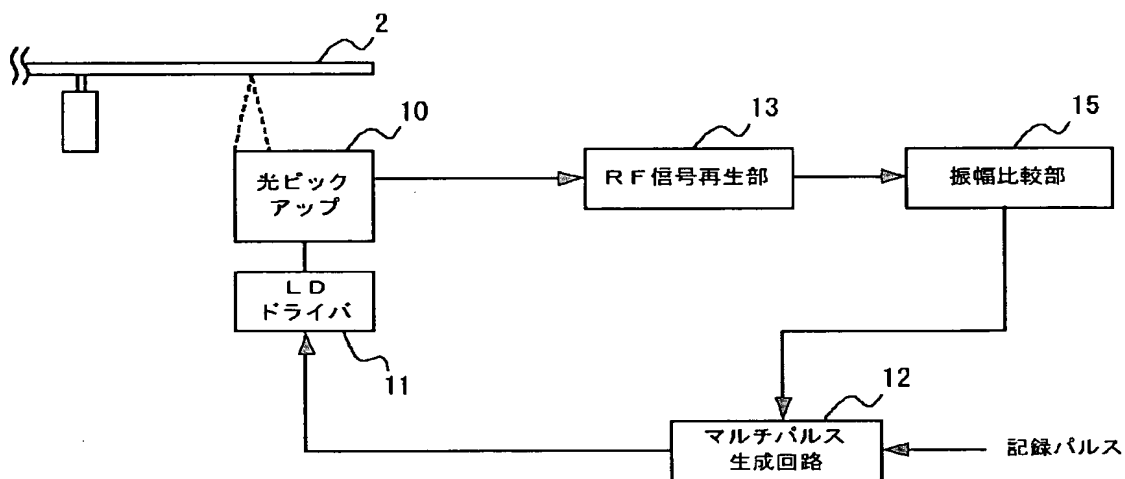 2
10
13
15
光ピック
アップ
ＲＦ信号再生部
振幅比較部
ＬＤ
ドライバ
11
12
マルチパルス
生成回路
記録パルス